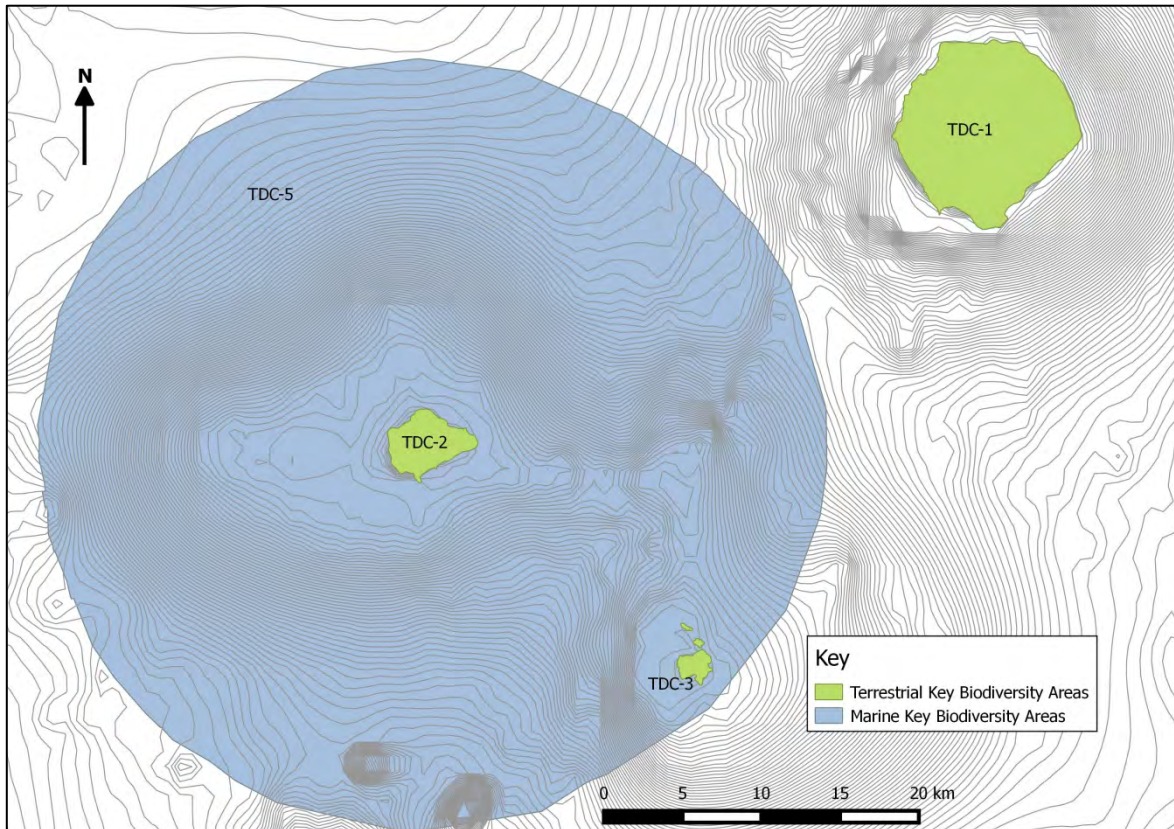 N
TDC-1
TDC-5
TDC-2
TDC-3
Key
Terrestrial Key Biodiversity Areas
Marine Key Biodiversity Areas
0 5 10 15 20 km